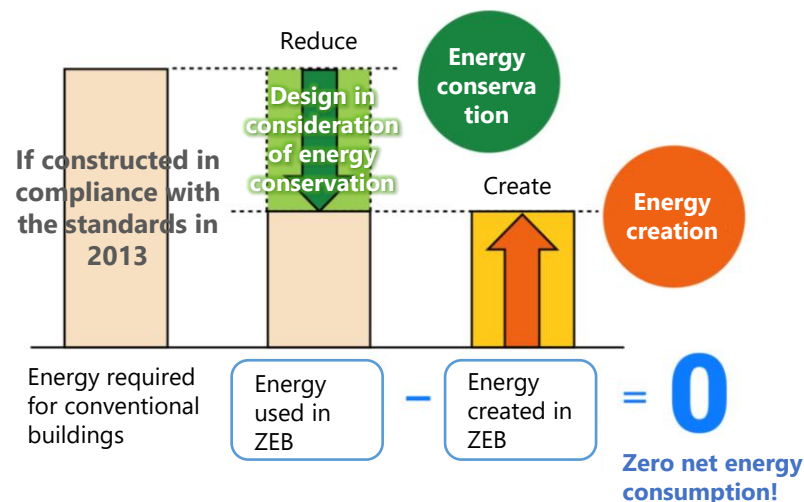 Reduce
Energy
conserva
tion
Design in
consideration
of energy
conservation
If constructed in
compliance with
the standards in
2013
Create
Energy
creation
Energy required
for conventional
buildings
Energy
used in
ZEB
–
Energy
created in
ZEB
= 0
Zero net energy
consumption!